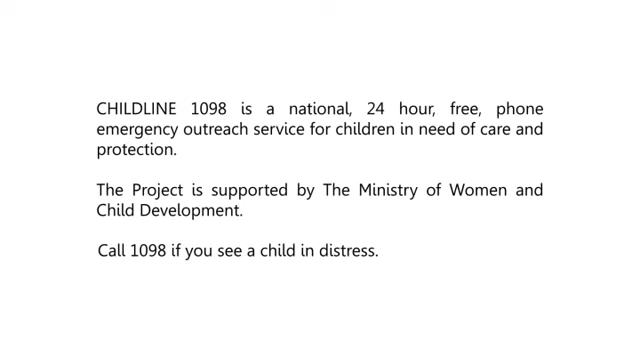 CHILDLINE 1098 is a national, 24 hour, free, phone
emergency outreach service for children in need of care and
protection.
The Project is supported by The Ministry of Women and
Child Development.
Call 1098 if you see a child in distress.